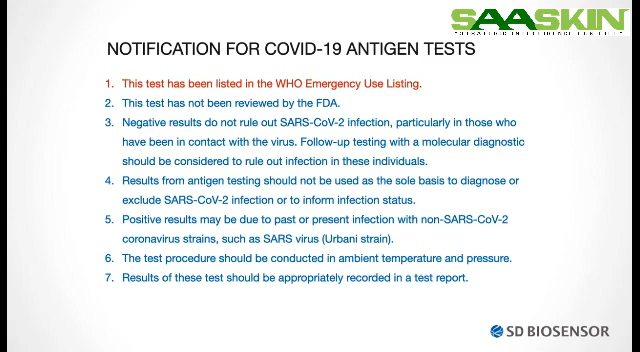 SAASKIN
NOTIFICATION FOR COVID-19 ANTIGEN TESTS
1. This test has been listed in the WHO Emergency Use Listing.
2. This test has not been reviewed by the FDA.
3. Negative results do not rule out SARS-CoV-2 infection, particularly in those who
have been in contact with the virus. Follow-up testing with a molecular diagnostic
should be considered to rule out infection in these individuals.
4. Results from antigen testing should not be used as the sole basis to diagnose or
exclude SARS-CoV-2 infection or to inform infection status.
5. Positive results may be due to past or present infection with non-SARS-CoV-2
coronavirus strains, such as SARS virus (Urbani strain).
6. The test procedure should be conducted in ambient temperature and pressure.
7. Results of these test should be appropriately recorded in a test report.
SD BIOSENSOR